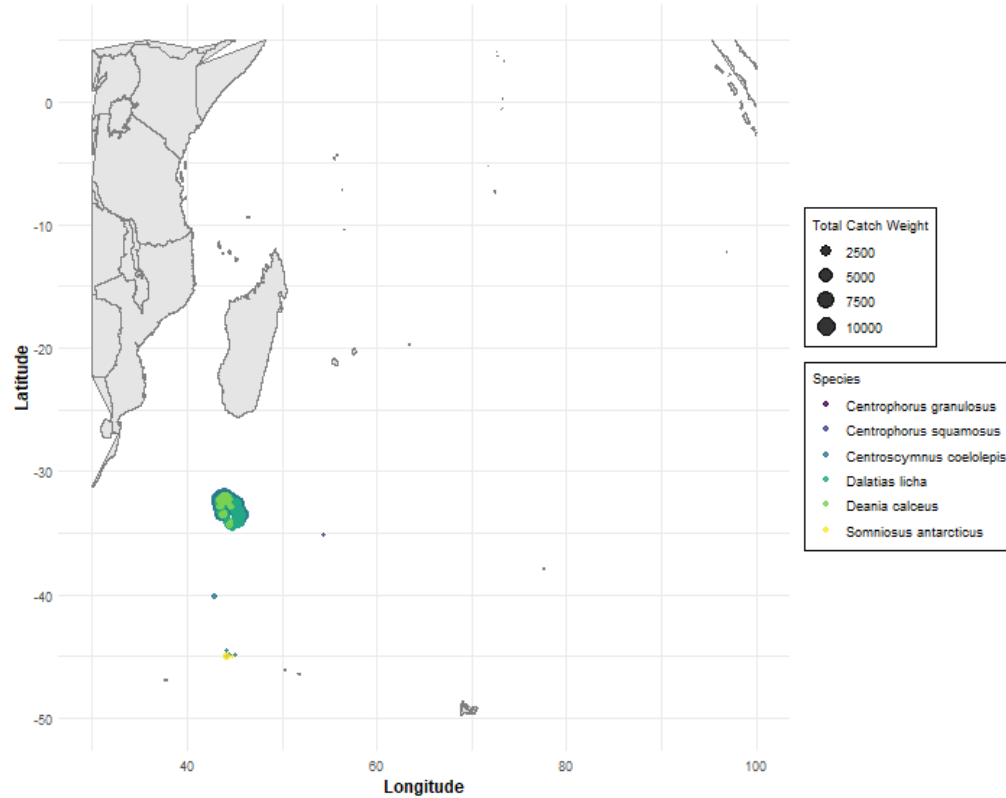 0
-10
-20
-30
-40
-50
Latitude
40
60
80
100
Longitude
Total Catch Weight
2500
5000
7500
10000
Species
Centrophorus granulosus
Centrophorus squamosus
Centroscymnus coelolepis
Dalatias licha
Deania calceus
Somniosus antarcticus